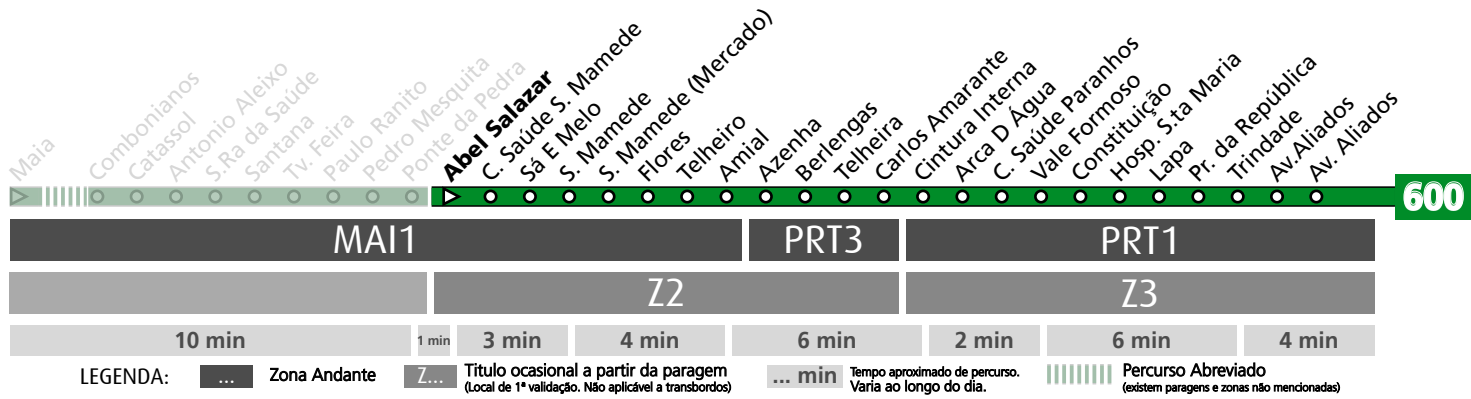 Maia
Combonianos
Catassol
Antonio Aleixo
S.Ra da Saúde
Santana
Tv. Feira
Paulo Ranito
Pedro Mesquita
Ponte da Pedra
Abel Salazar
C. Saúde S. Mamede
Sá E Melo
S. Mamede
S. Mamede (Mercado)
Flores
Telheiro
Amial
Azenha
Berlengas
Telheira
Carlos Amarante
Cintura Interna
Arca D Água
C. Saúde Paranhos
Vale Formoso
Constituição
Hosp. S.ta Maria
Lapa
Pr. da República
Trindade
Av.Aliados
Av. Aliados
600
MAI1 PRT3 PRT1
Z2 Z3
10 min 1 min 3 min 4 min 6 min 2 min 6 min 4 min
LEGENDA:
... Zona Andante
Z... Titulo ocasional a partir da paragem
(Local de 1ª validação. Não aplicável a transbordos)
... min Tempo aproximado de percurso.
Varia ao longo do dia.
Percurso Abreviado
(existem paragens e zonas não mencionadas)